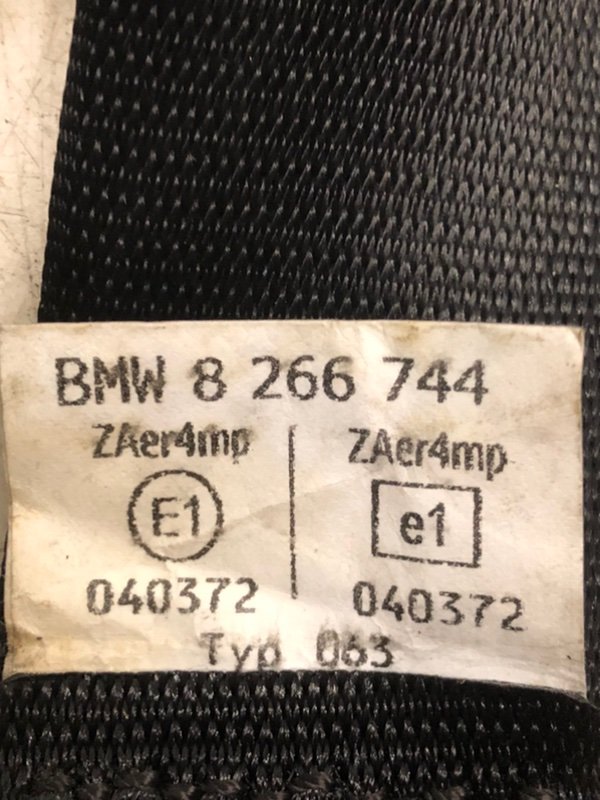 BMW 8 266 744
ZAer4mp ZAer4mp
E1 e1
040372 040372
Typ 063